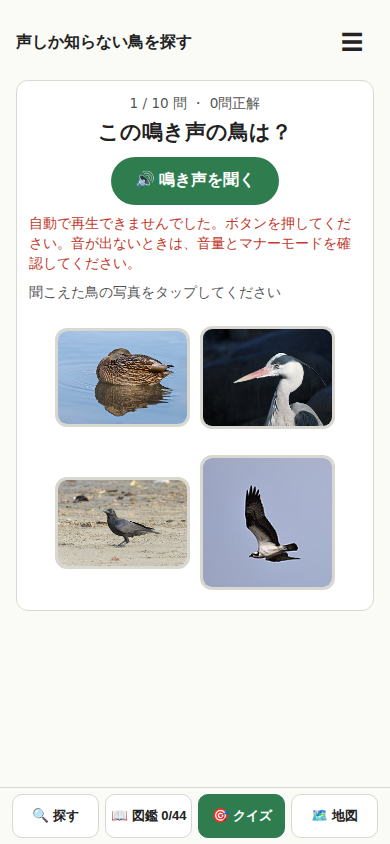 声しか知らない鳥を探す
1 / 10 問 ・ 0問正解
この鳴き声の鳥は？
鳴き声を聞く
自動で再生できませんでした。ボタンを押してくだ
さい。音が出ないときは、音量とマナーモードを確
認してください。
聞こえた鳥の写真をタップしてください
探す
図鑑 0/44
クイズ
地図